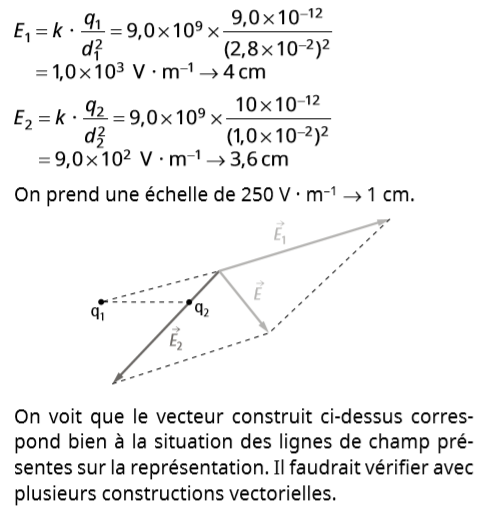 E₁ = k · q₁/d₁² = 9,0×10⁹ × 9,0×10⁻¹²/(2,8×10⁻²)²
= 1,0×10³ V · m⁻¹ → 4 cm
E₂ = k · q₂/d₂² = 9,0×10⁹ × 10×10⁻¹²/(1,0×10⁻²)²
= 9,0×10² V · m⁻¹ → 3,6 cm
On prend une échelle de 250 V · m⁻¹ → 1 cm.
E⃗₁
E⃗
q₁
q₂
E⃗₂
On voit que le vecteur construit ci-dessus corres-
pond bien à la situation des lignes de champ pré-
sentes sur la représentation. Il faudrait vérifier avec
plusieurs constructions vectorielles.